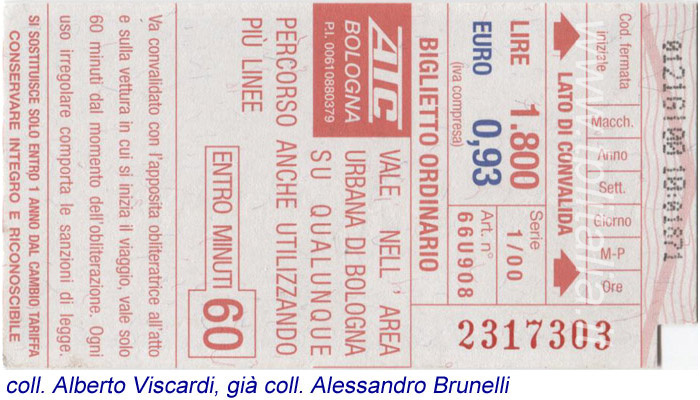 Cod. fermata
iniziale
Macch.
Anno
Sett.
Giorno
M-P
Ore
LATO DI CONVALIDA
LIRE 1.800
EURO 0,93
(iva compresa)
Serie
1/00
Art. n°
66U908
2317303
BIGLIETTO ORDINARIO
ATC
BOLOGNA
P.I. 00610880379
VALE NELL'AREA
URBANA DI BOLOGNA
SU QUALUNQUE
PERCORSO ANCHE UTILIZZANDO
PIÙ LINEE
ENTRO MINUTI 60
Va convalidato con l'apposita obliteratrice all'atto
e sulla vettura in cui si inizia il viaggio, vale solo
60 minuti dal momento dell'obliterazione. Ogni
uso irregolare comporta le sanzioni di legge.
SI SOSTITUISCE SOLO ENTRO 1 ANNO DAL CAMBIO TARIFFA
CONSERVARE INTEGRO E RICONOSCIBILE
coll. Alberto Viscardi, già coll. Alessandro Brunelli